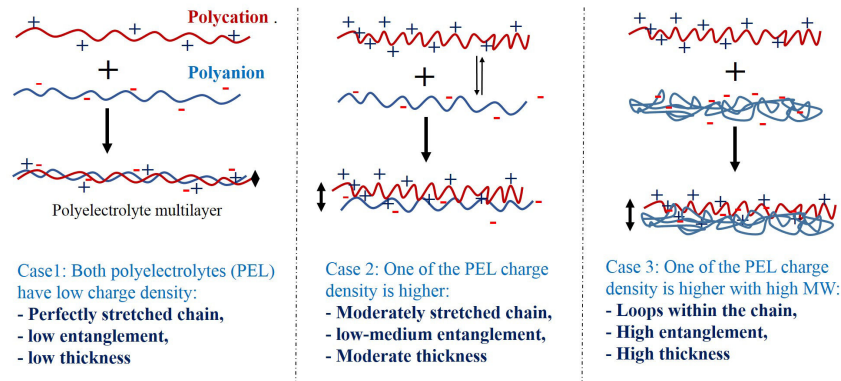 Polycation .
+ + + +
+
Polyanion
- - - - -
+ + + +
- - - -
Polyelectrolyte multilayer
Case1: Both polyelectrolytes (PEL)
have low charge density:
- Perfectly stretched chain,
- low entanglement,
- low thickness
Case 2: One of the PEL charge
density is higher:
- Moderately stretched chain,
- low-medium entanglement,
- Moderate thickness
Case 3: One of the PEL charge
density is higher with high MW:
- Loops within the chain,
- High entanglement,
- High thickness